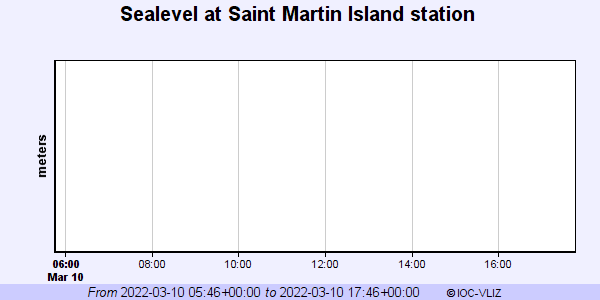 Sealevel at Saint Martin Island station
meters
06:00 08:00 10:00 12:00 14:00 16:00
Mar 10
From 2022-03-10 05:46+00:00 to 2022-03-10 17:46+00:00 © IOC-VLIZ